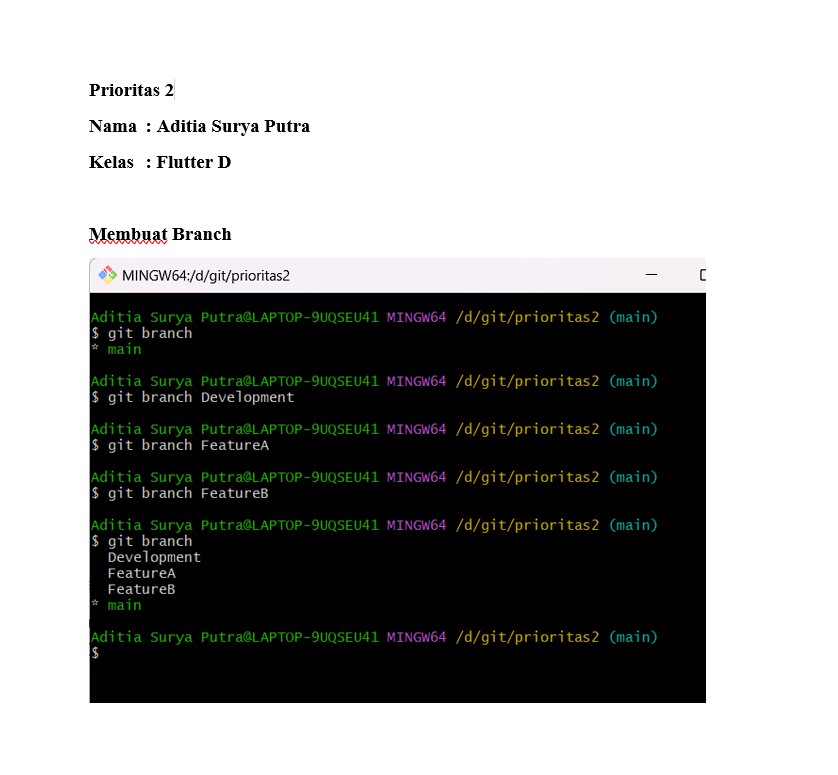 Prioritas 2
Nama : Aditia Surya Putra
Kelas : Flutter D
Membuat Branch
MINGW64:/d/git/prioritas2
Aditia Surya Putra@LAPTOP-9UQSEU41 MINGW64 /d/git/prioritas2 (main)
$ git branch
* main
Aditia Surya Putra@LAPTOP-9UQSEU41 MINGW64 /d/git/prioritas2 (main)
$ git branch Development
Aditia Surya Putra@LAPTOP-9UQSEU41 MINGW64 /d/git/prioritas2 (main)
$ git branch FeatureA
Aditia Surya Putra@LAPTOP-9UQSEU41 MINGW64 /d/git/prioritas2 (main)
$ git branch FeatureB
Aditia Surya Putra@LAPTOP-9UQSEU41 MINGW64 /d/git/prioritas2 (main)
$ git branch
Development
FeatureA
FeatureB
* main
Aditia Surya Putra@LAPTOP-9UQSEU41 MINGW64 /d/git/prioritas2 (main)
$